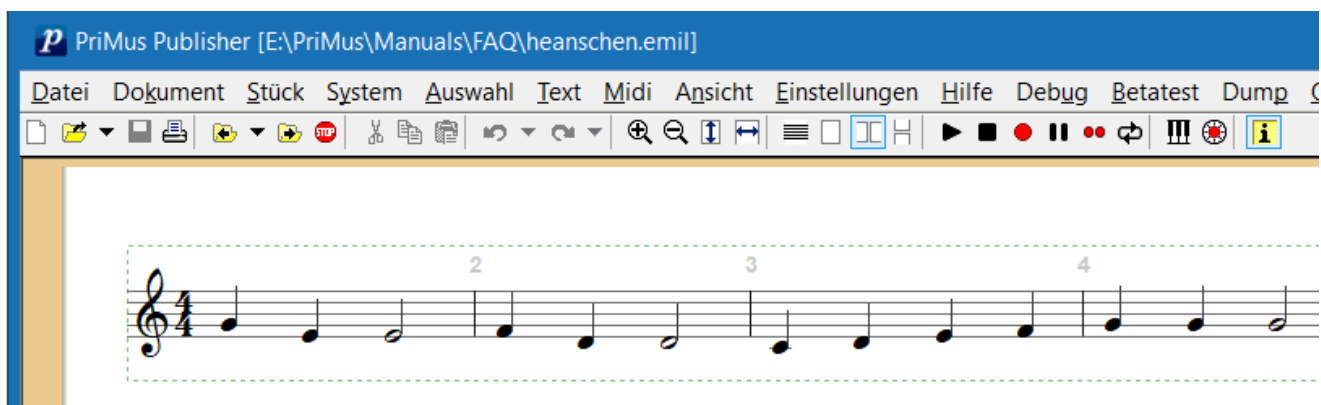 p PriMus Publisher [E:\PriMus\Manuals\FAQ\heanschen.emil]
Datei Dokument Stück System Auswahl Text Midi Ansicht Einstellungen Hilfe Debug Betatest Dump
STOP i
2 3 4
4
4